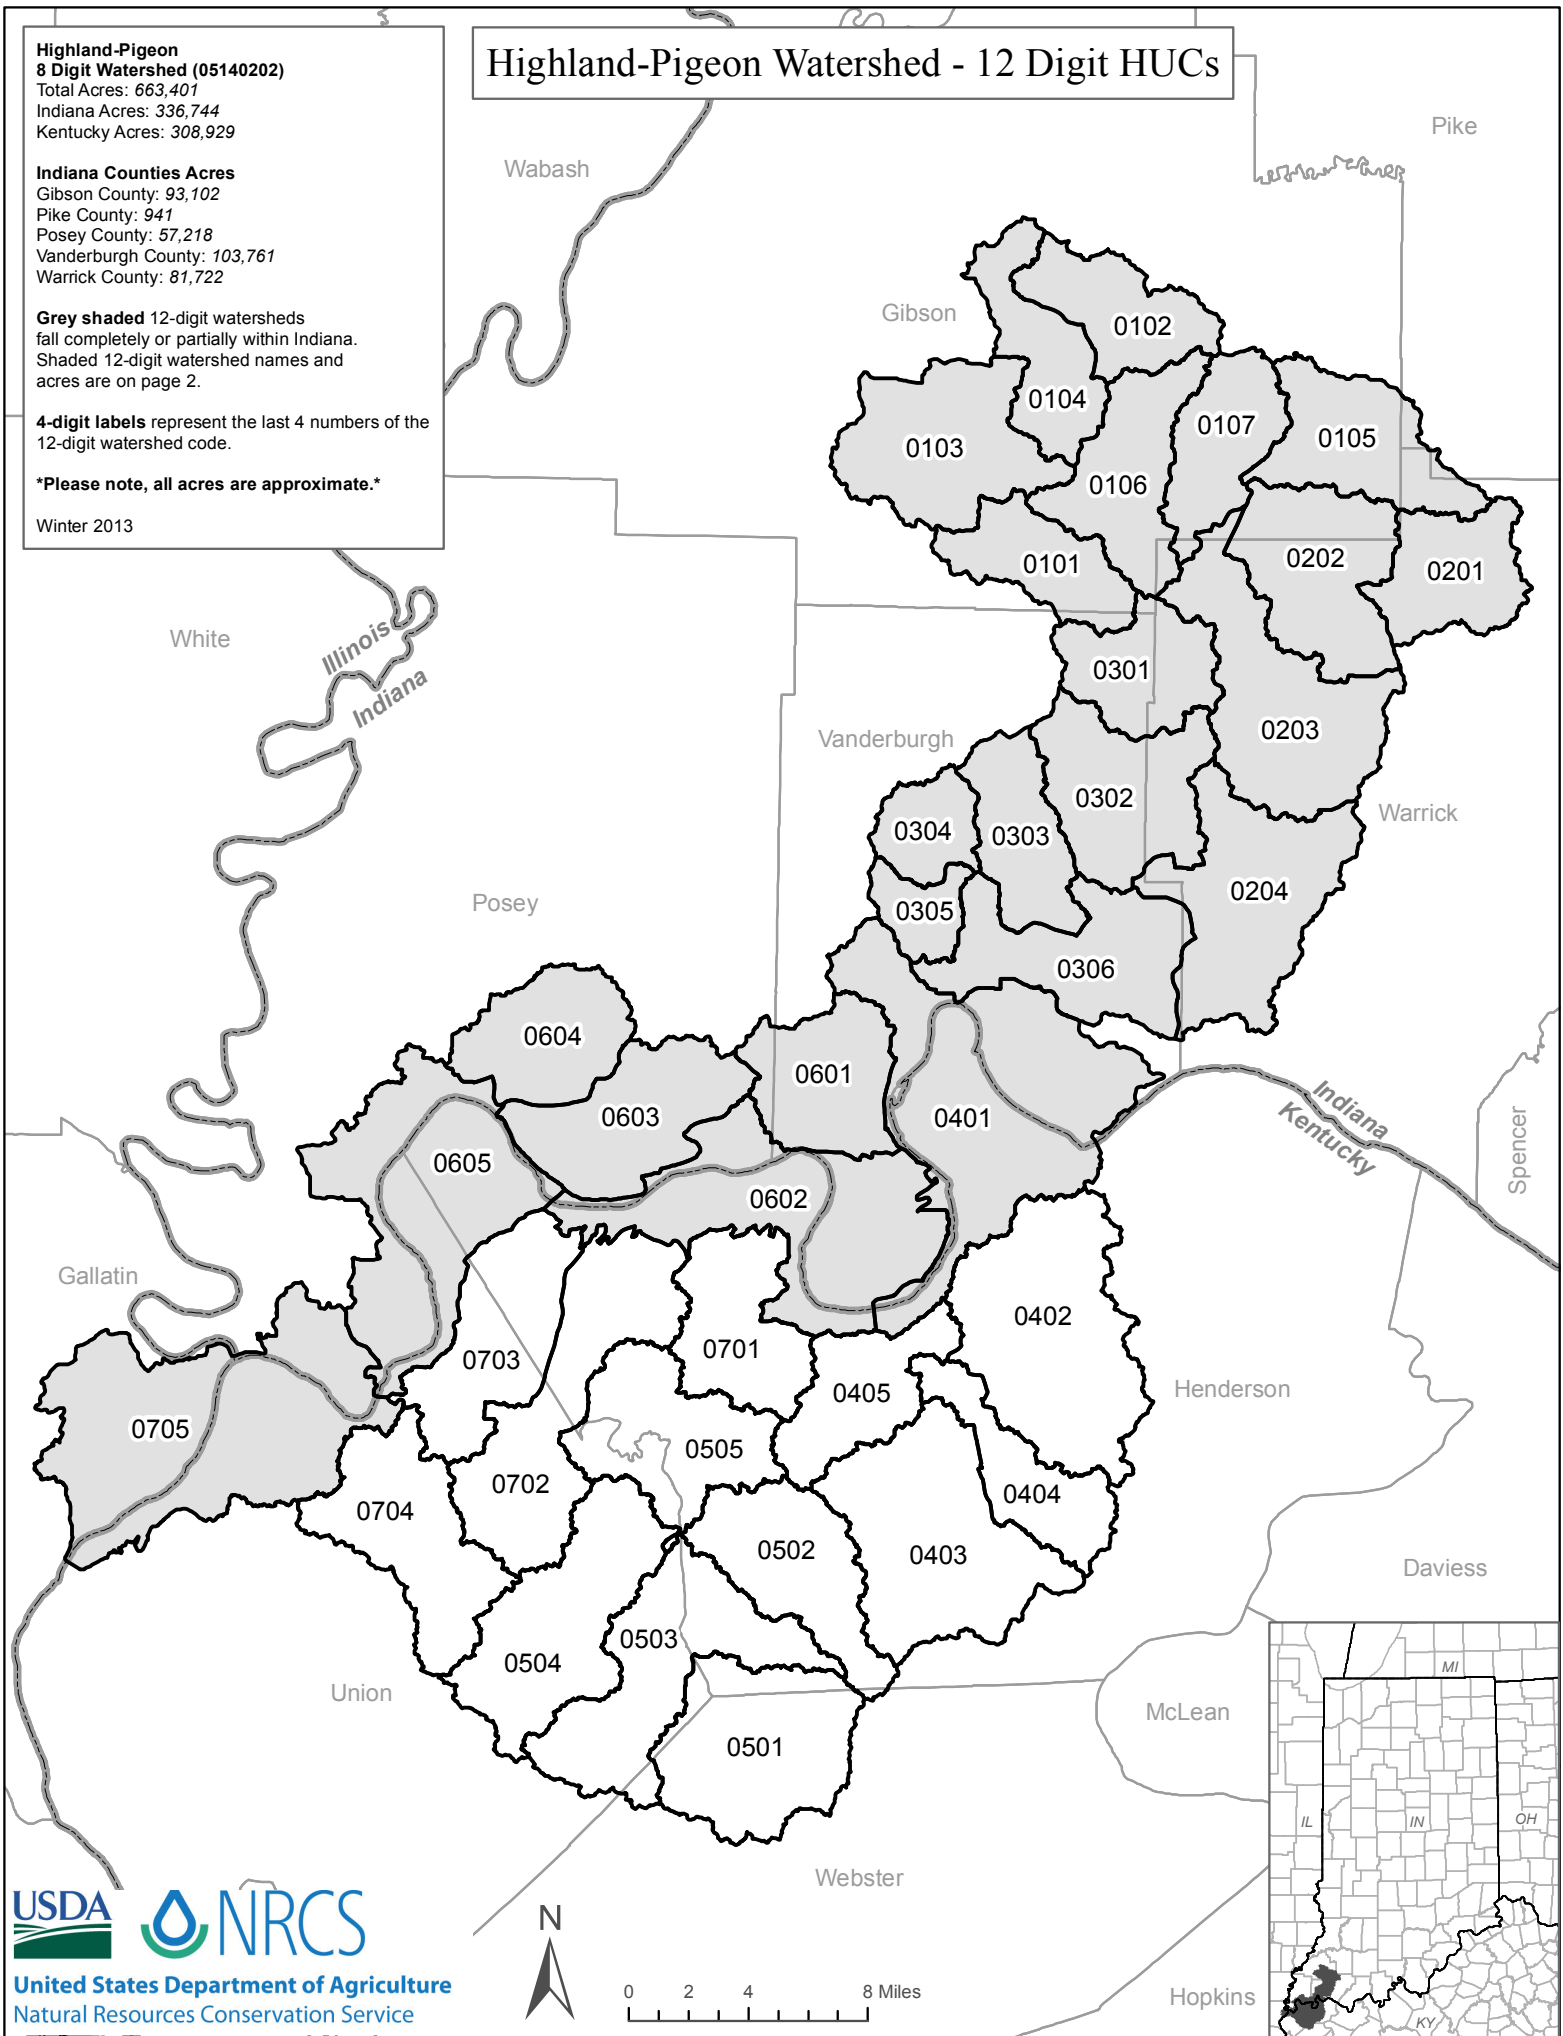 Highland-Pigeon
8 Digit Watershed (05140202)
Total Acres: 663,401
Indiana Acres: 336,744
Kentucky Acres: 308,929
Indiana Counties Acres
Gibson County: 93,102
Pike County: 941
Posey County: 57,218
Vanderburgh County: 103,761
Warrick County: 81,722
Grey shaded 12-digit watersheds
fall completely or partially within Indiana.
Shaded 12-digit watershed names and
acres are on page 2.
4-digit labels represent the last 4 numbers of the
12-digit watershed code.
*Please note, all acres are approximate.*
Winter 2013
Highland-Pigeon Watershed - 12 Digit HUCs
Pike
Wabash
Gibson
0102
0104
0107
0105
0103
0106
0101
0202
0201
White
Illinois
Indiana
0301
0203
Vanderburgh
0302
0304
0303
Warrick
0204
0305
Posey
0306
0604
0601
0603
0401
Indiana
Kentucky
Spencer
0605
0602
Gallatin
0402
0701
0703
0405
Henderson
0705
0505
0702
0404
0704
0502
0403
Daviess
0503
0504
Union
McLean
0501
Webster
Hopkins
MI
IL
IN
OH
KY
USDA
NRCS
United States Department of Agriculture
Natural Resources Conservation Service
N
0 2 4 8 Miles